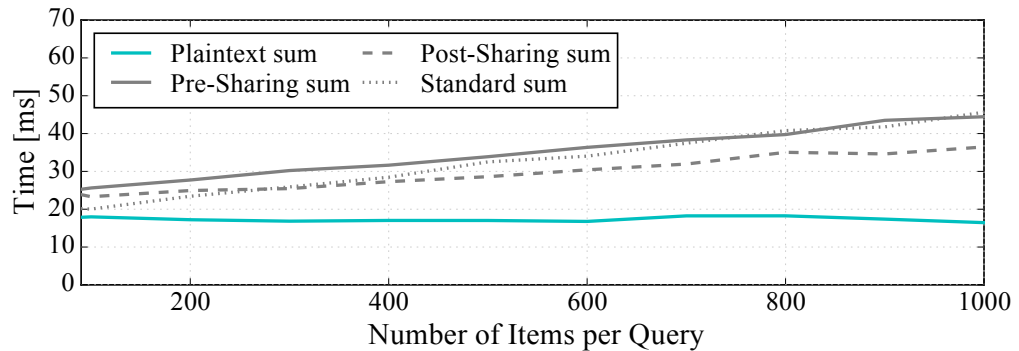 70
60
50
40
30
20
10
0
Time [ms]
Plaintext sum
Pre-Sharing sum
Post-Sharing sum
Standard sum
200 400 600 800 1000
Number of Items per Query